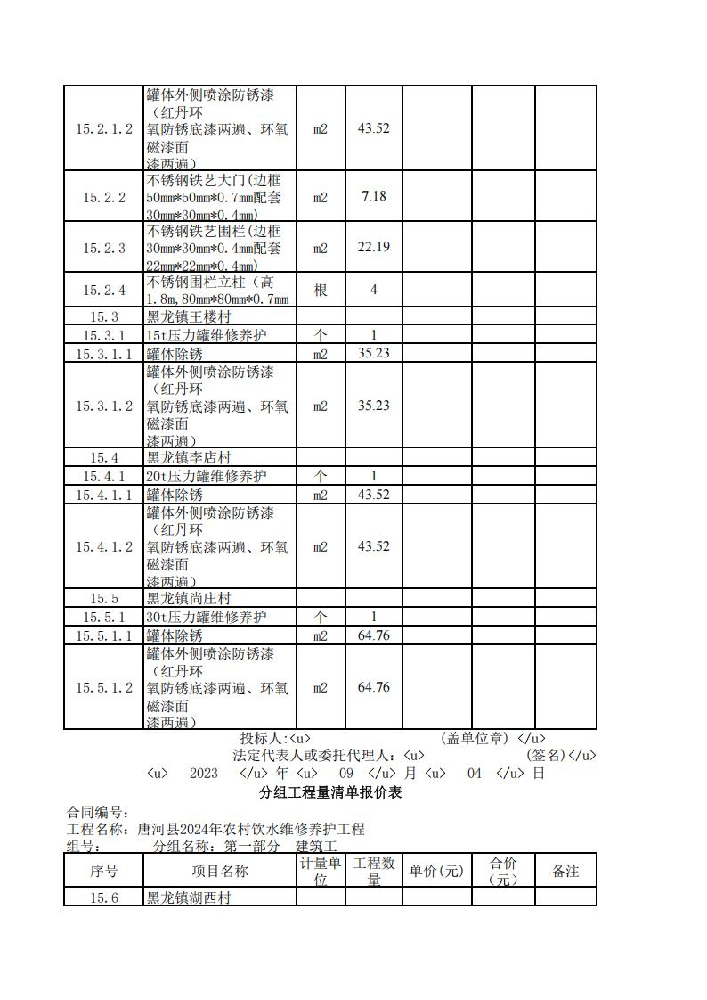 罐体外侧喷涂防锈漆
（红丹环
15.2.1.2 氧防锈底漆两遍、环氧 m2 43.52
磁漆面
漆两遍）
不锈钢铁艺大门(边框
15.2.2 50mm*50mm*0.7mm配套 m2 7.18
30mm*30mm*0.4mm)
不锈钢铁艺围栏(边框
15.2.3 30mm*30mm*0.4mm配套 m2 22.19
22mm*22mm*0.4mm)
15.2.4 不锈钢围栏立柱（高 根 4
1.8m,80mm*80mm*0.7mm
15.3 黑龙镇王楼村
15.3.1 15t压力罐维修养护 个 1
15.3.1.1 罐体除锈 m2 35.23
罐体外侧喷涂防锈漆
（红丹环
15.3.1.2 氧防锈底漆两遍、环氧 m2 35.23
磁漆面
漆两遍）
15.4 黑龙镇李店村
15.4.1 20t压力罐维修养护 个 1
15.4.1.1 罐体除锈 m2 43.52
罐体外侧喷涂防锈漆
（红丹环
15.4.1.2 氧防锈底漆两遍、环氧 m2 43.52
磁漆面
漆两遍）
15.5 黑龙镇尚庄村
15.5.1 30t压力罐维修养护 个 1
15.5.1.1 罐体除锈 m2 64.76
罐体外侧喷涂防锈漆
（红丹环
15.5.1.2 氧防锈底漆两遍、环氧 m2 64.76
磁漆面
漆两遍）
投标人:<u> (盖单位章) </u>
法定代表人或委托代理人: <u> (签名)</u>
<u> 2023 </u> 年 <u> 09 </u> 月 <u> 04 </u> 日
分组工程量清单报价表
合同编号:
工程名称: 唐河县2024年农村饮水维修养护工程
组号: 分组名称: 第一部分 建筑工
序号 项目名称 计量单位 工程数量 单价(元) 合价（元） 备注
15.6 黑龙镇湖西村